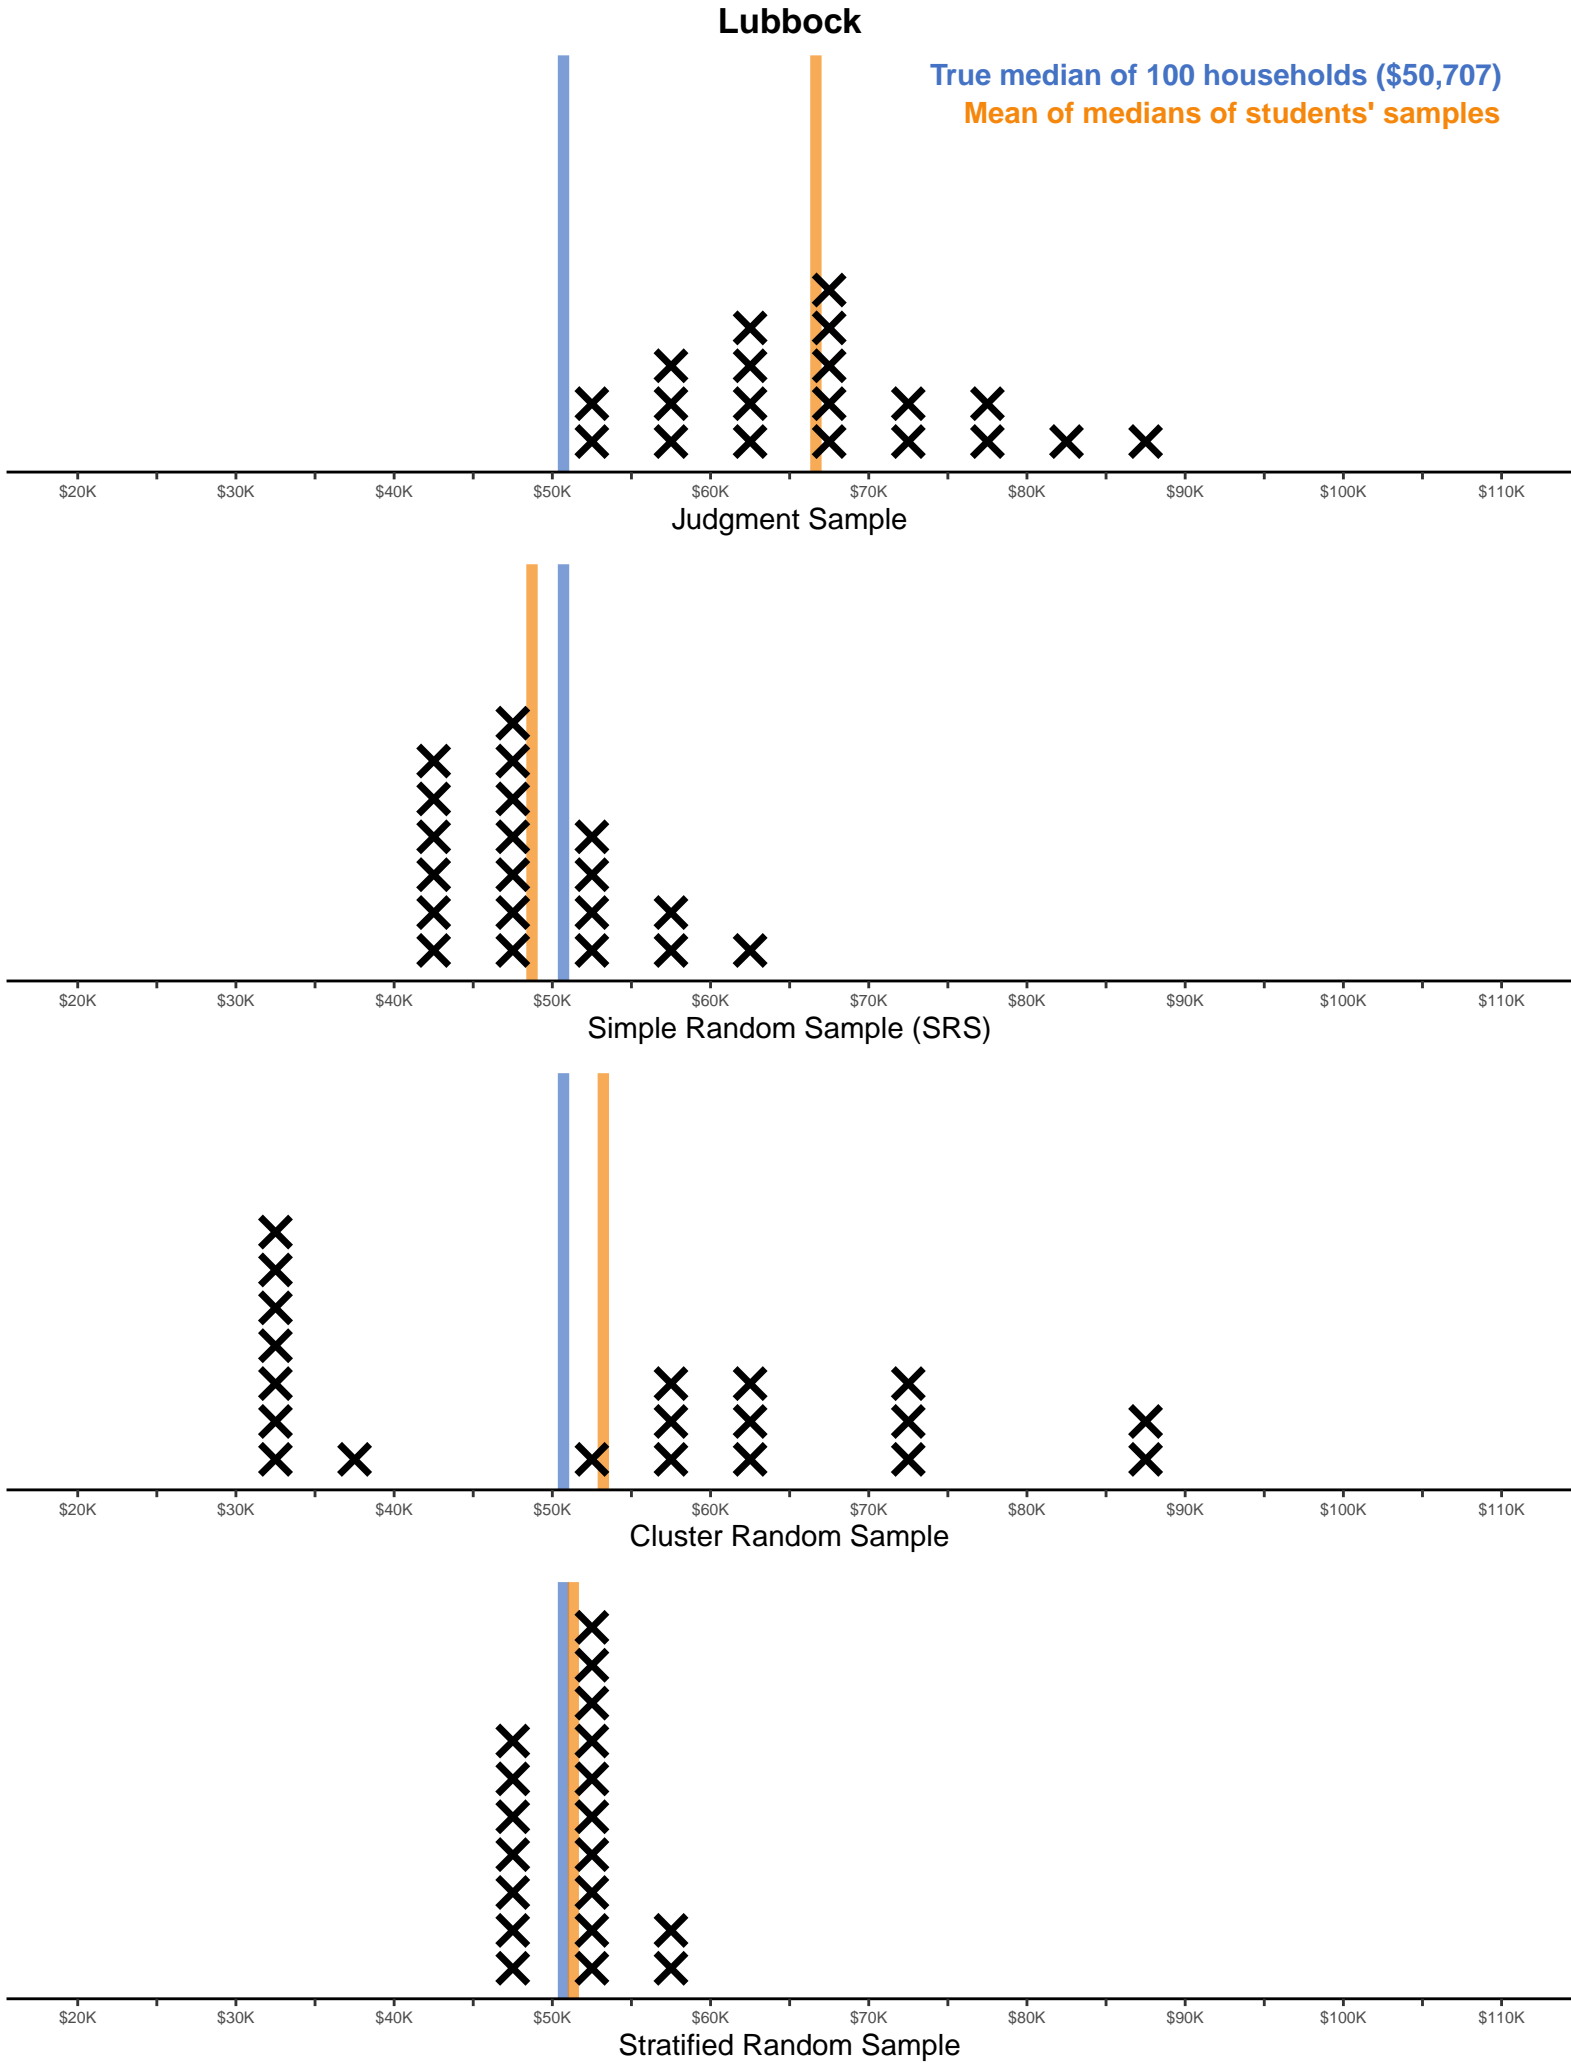 Lubbock
True median of 100 households ($50,707)
Mean of medians of students' samples
$20K $30K $40K $50K $60K $70K $80K $90K $100K $110K
Judgment Sample
$20K $30K $40K $50K $60K $70K $80K $90K $100K $110K
Simple Random Sample (SRS)
$20K $30K $40K $50K $60K $70K $80K $90K $100K $110K
Cluster Random Sample
$20K $30K $40K $50K $60K $70K $80K $90K $100K $110K
Stratified Random Sample